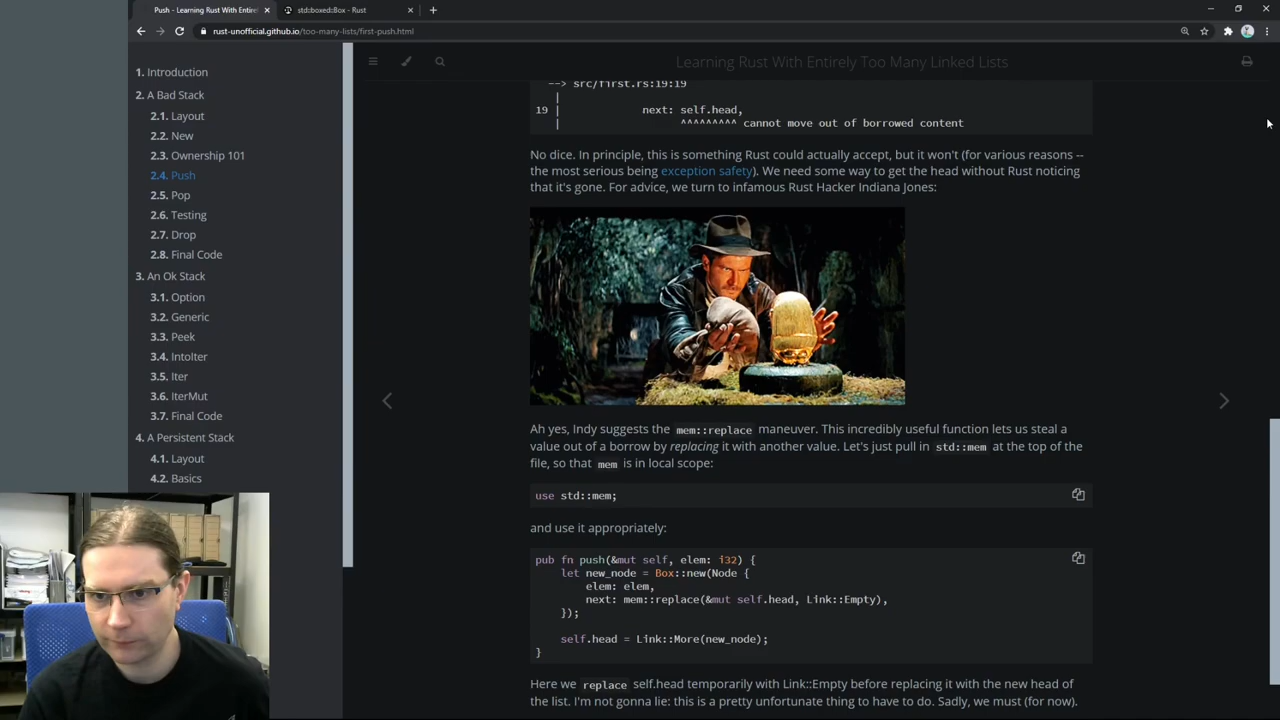 Push - Learning Rust With Entirel
std::boxed::Box - Rust
rust-unofficial.github.io/too-many-lists/first-push.html
1. Introduction
2. A Bad Stack
2.1. Layout
2.2. New
2.3. Ownership 101
2.4. Push
2.5. Pop
2.6. Testing
2.7. Drop
2.8. Final Code
3. An Ok Stack
3.1. Option
3.2. Generic
3.3. Peek
3.4. IntoIter
3.5. Iter
3.6. IterMut
3.7. Final Code
4. A Persistent Stack
4.1. Layout
4.2. Basics
Learning Rust With Entirely Too Many Linked Lists
--> src/first.rs:19:19
|
19 | next: self.head,
| ^^^^^^^^^ cannot move out of borrowed content
No dice. In principle, this is something Rust could actually accept, but it won't (for various reasons --
the most serious being exception safety). We need some way to get the head without Rust noticing
that it's gone. For advice, we turn to infamous Rust Hacker Indiana Jones:
Ah yes, Indy suggests the mem::replace maneuver. This incredibly useful function lets us steal a
value out of a borrow by replacing it with another value. Let's just pull in std::mem at the top of the
file, so that mem is in local scope:
use std::mem;
and use it appropriately:
pub fn push(&mut self, elem: i32) {
let new_node = Box::new(Node {
elem: elem,
next: mem::replace(&mut self.head, Link::Empty),
});
self.head = Link::More(new_node);
}
Here we replace self.head temporarily with Link::Empty before replacing it with the new head of
the list. I'm not gonna lie: this is a pretty unfortunate thing to have to do. Sadly, we must (for now).